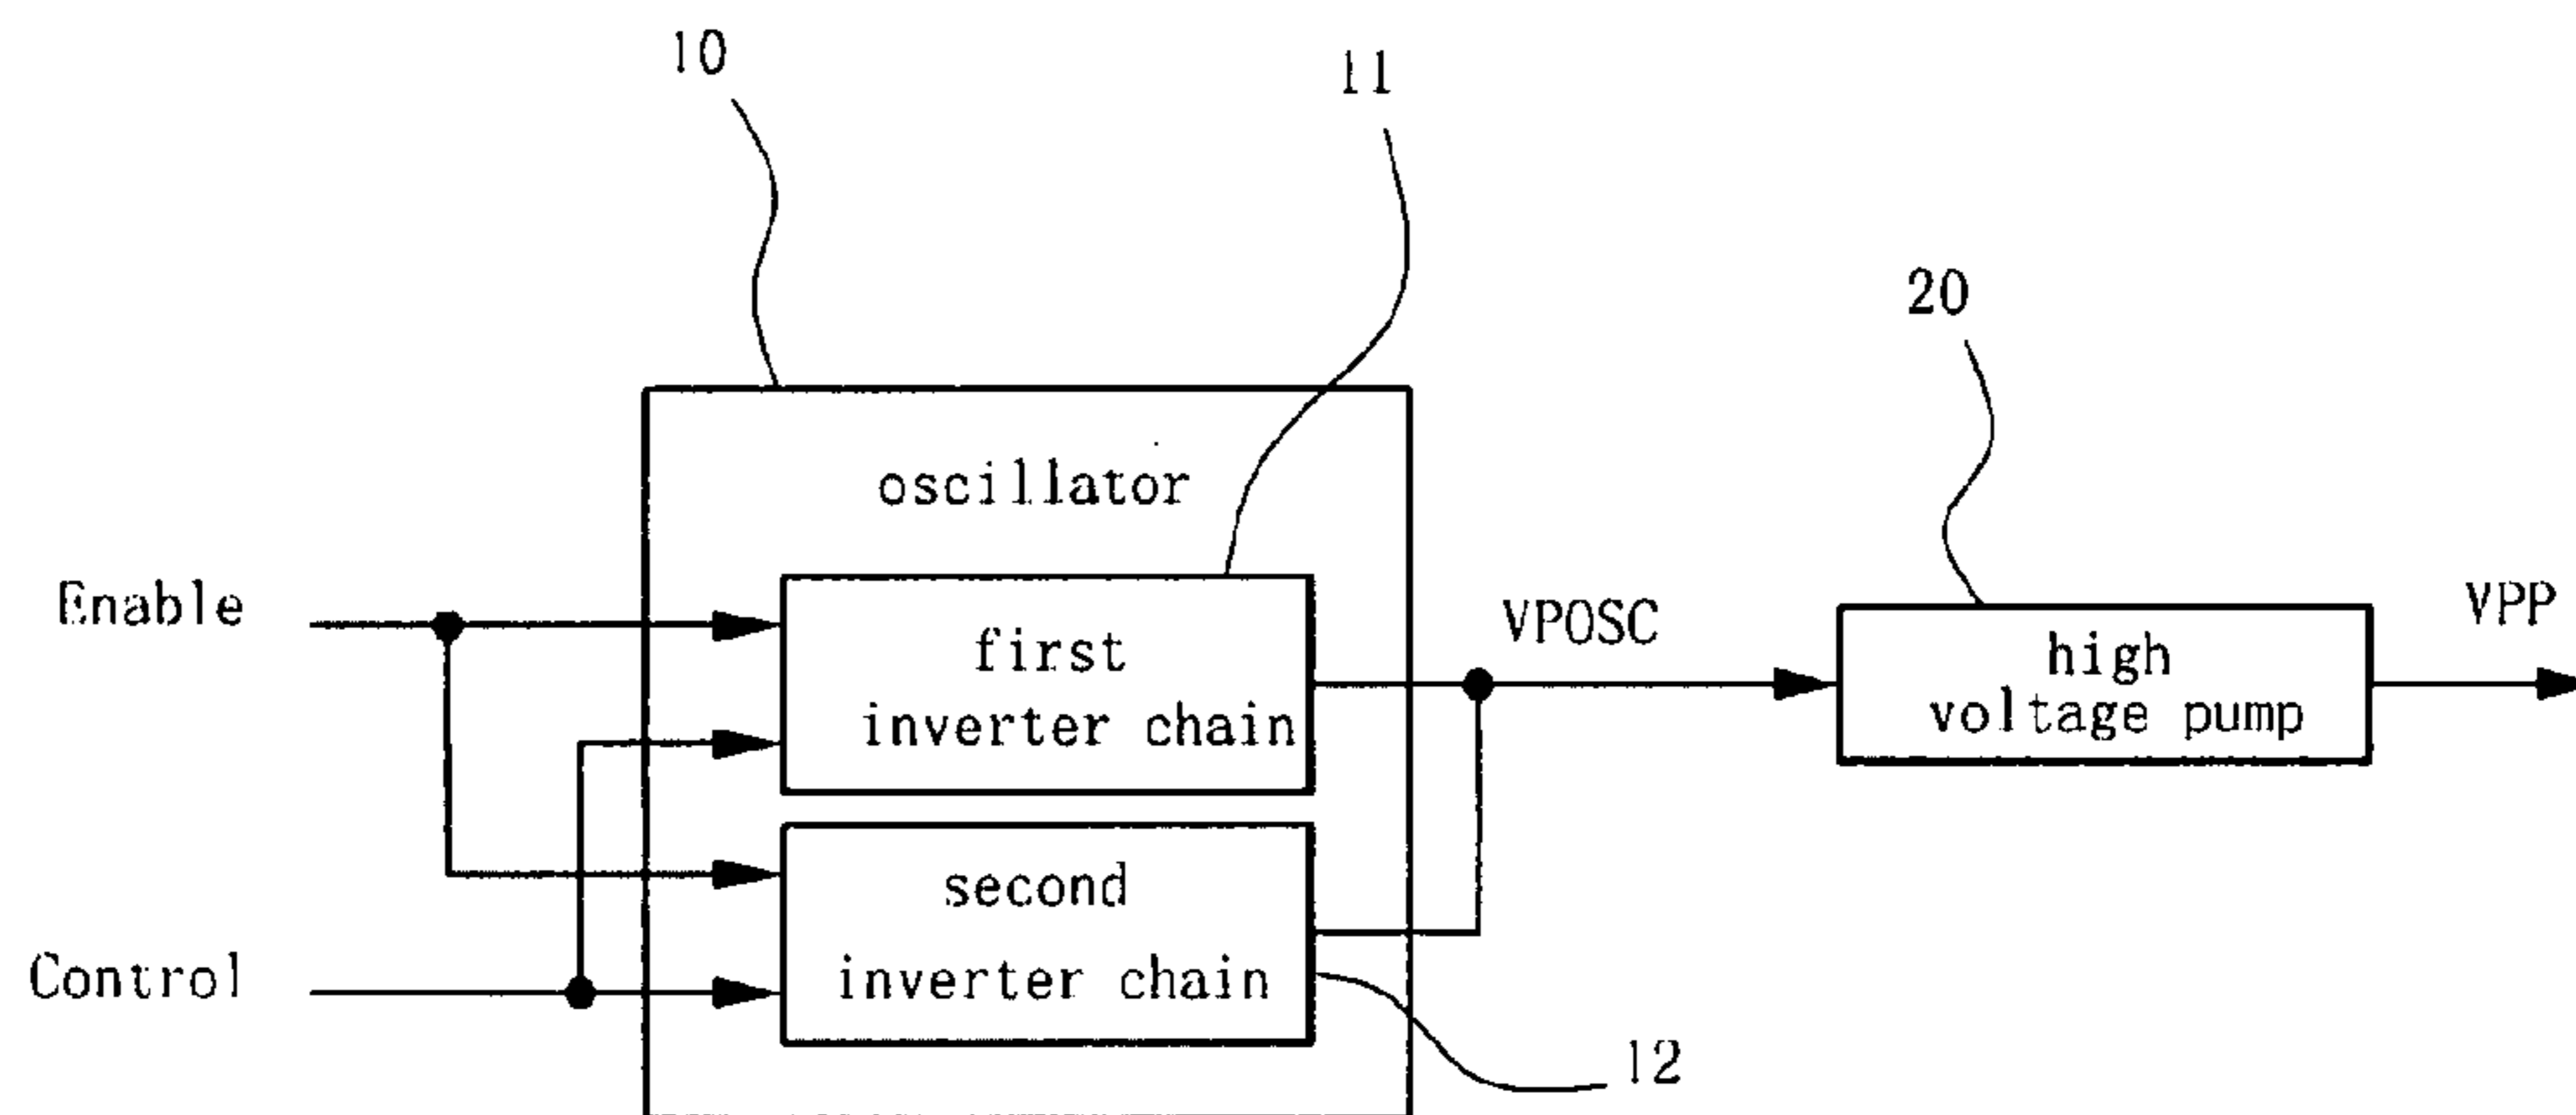 10
11
20
oscillator
Enable
first
inverter chain
VPOSC
high
voltage pump
VPP
second
inverter chain
Control
12